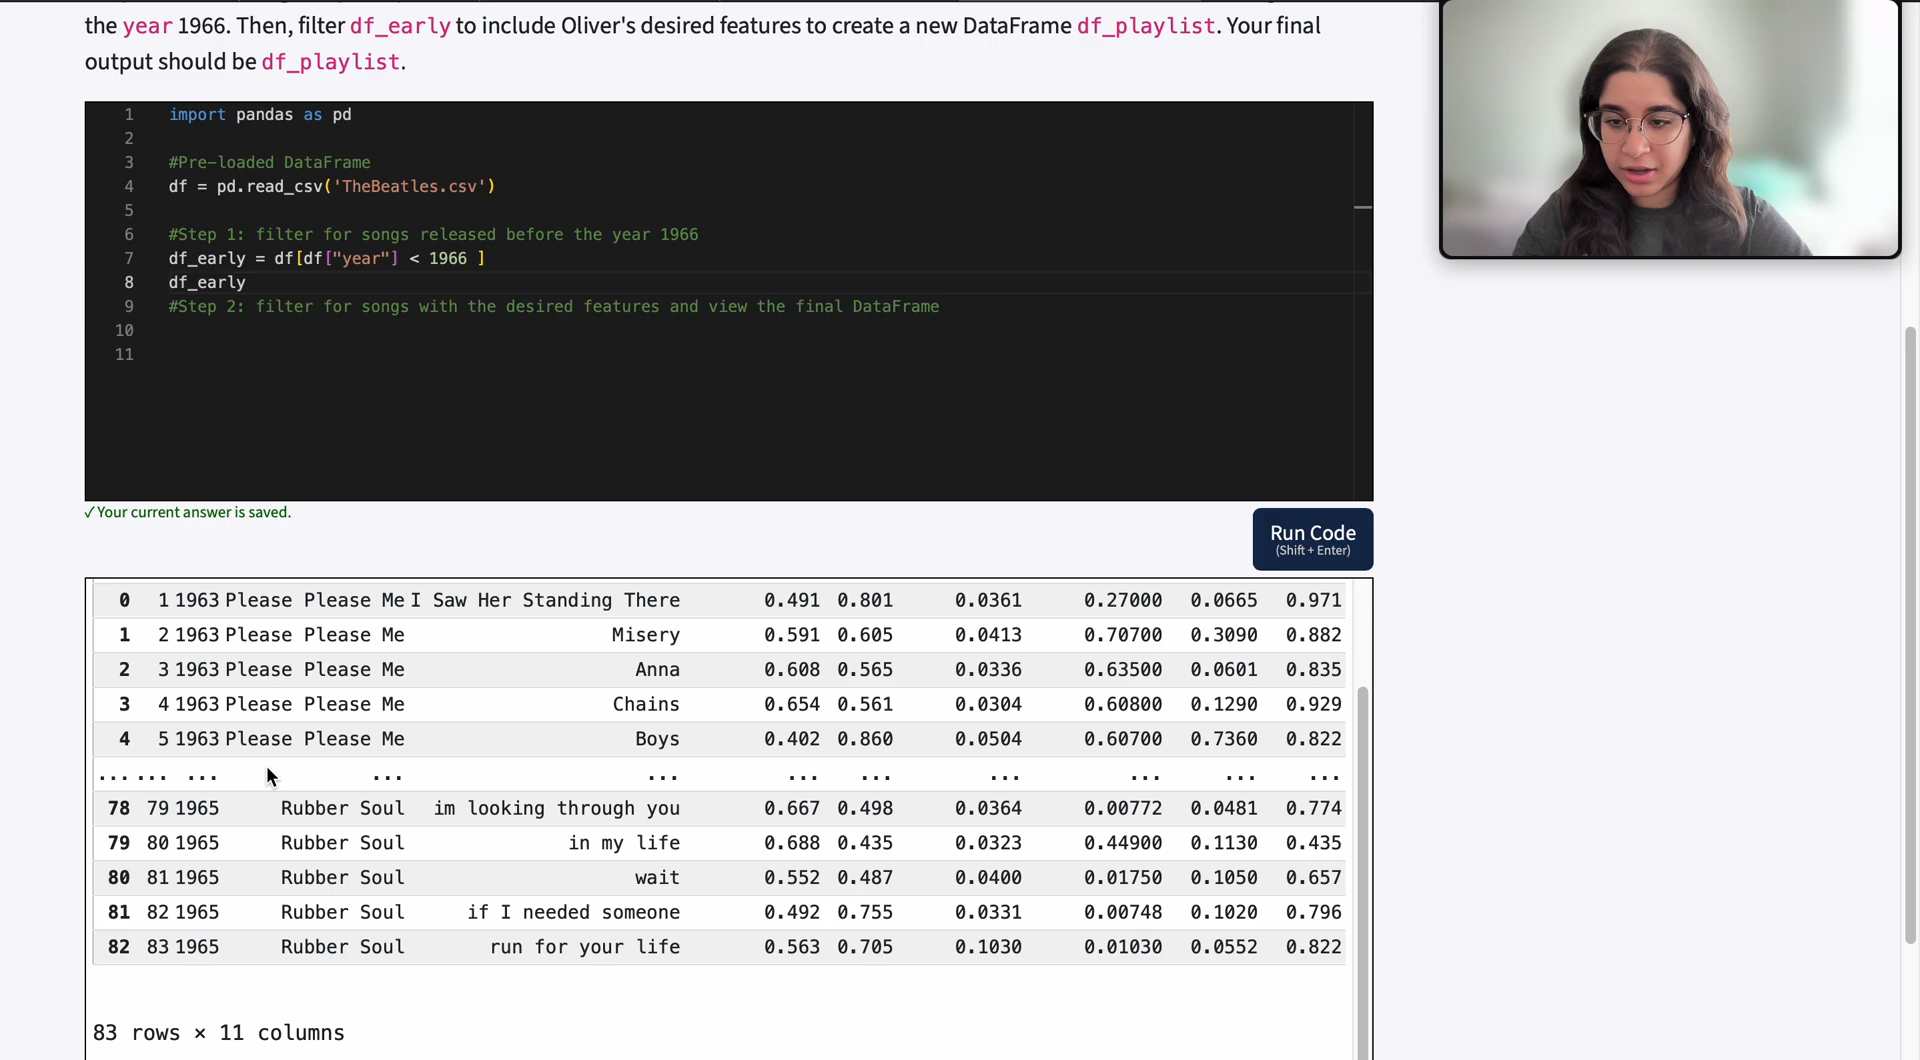 the year 1966. Then, filter df_early to include Oliver's desired features to create a new DataFrame df_playlist. Your final
output should be df_playlist.
1 import pandas as pd
2
3 #Pre-loaded DataFrame
4 df = pd.read_csv('TheBeatles.csv')
5
6 #Step 1: filter for songs released before the year 1966
7 df_early = df[df["year"] < 1966 ]
8 df_early
9 #Step 2: filter for songs with the desired features and view the final DataFrame
10
11
✓Your current answer is saved.
Run Code
(Shift + Enter)
0 1 1963 Please Please Me I Saw Her Standing There 0.491 0.801 0.0361 0.27000 0.0665 0.971
1 2 1963 Please Please Me Misery 0.591 0.605 0.0413 0.70700 0.3090 0.882
2 3 1963 Please Please Me Anna 0.608 0.565 0.0336 0.63500 0.0601 0.835
3 4 1963 Please Please Me Chains 0.654 0.561 0.0304 0.60800 0.1290 0.929
4 5 1963 Please Please Me Boys 0.402 0.860 0.0504 0.60700 0.7360 0.822
... ... ... ... ... ... ... ... ... ... ...
78 79 1965 Rubber Soul im looking through you 0.667 0.498 0.0364 0.00772 0.0481 0.774
79 80 1965 Rubber Soul in my life 0.688 0.435 0.0323 0.44900 0.1130 0.435
80 81 1965 Rubber Soul wait 0.552 0.487 0.0400 0.01750 0.1050 0.657
81 82 1965 Rubber Soul if I needed someone 0.492 0.755 0.0331 0.00748 0.1020 0.796
82 83 1965 Rubber Soul run for your life 0.563 0.705 0.1030 0.01030 0.0552 0.822
83 rows × 11 columns